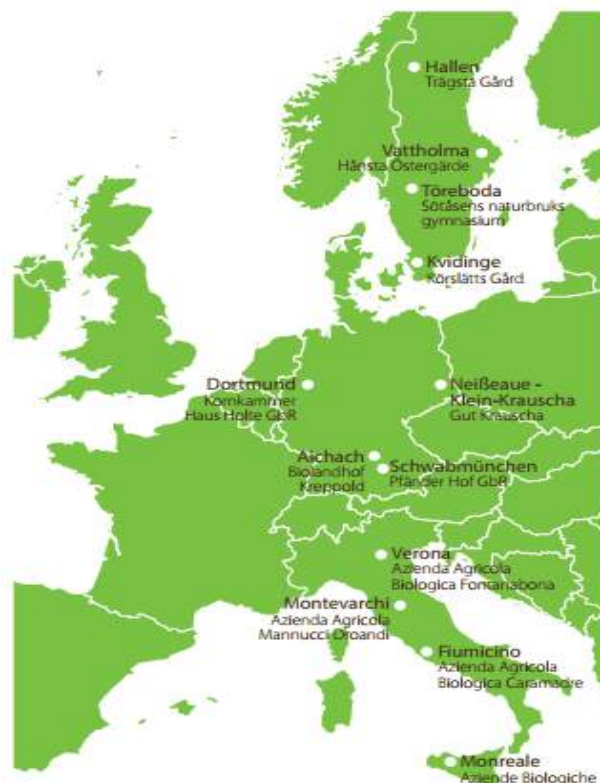 Hallen
Trägsta Gård
Vattholma
Hånsta Östergärde
Töreboda
Sötåsens naturbruks
gymnasium
Kvidinge
Körslätts Gård
Dortmund
Kornkammer
Haus Holte GbR
Neißeaue -
Klein-Krauscha
Gut Krauscha
Aichach
Biolandhof
Kreppold
Schwabmünchen
Pfänder Hof GbR
Verona
Azienda Agricola
Biologica Fontanabona
Montevarchi
Azienda Agricola
Mannucci Droandi
Fiumicino
Azienda Agricola
Biologica Caramadre
Monreale
Aziende Biologiche